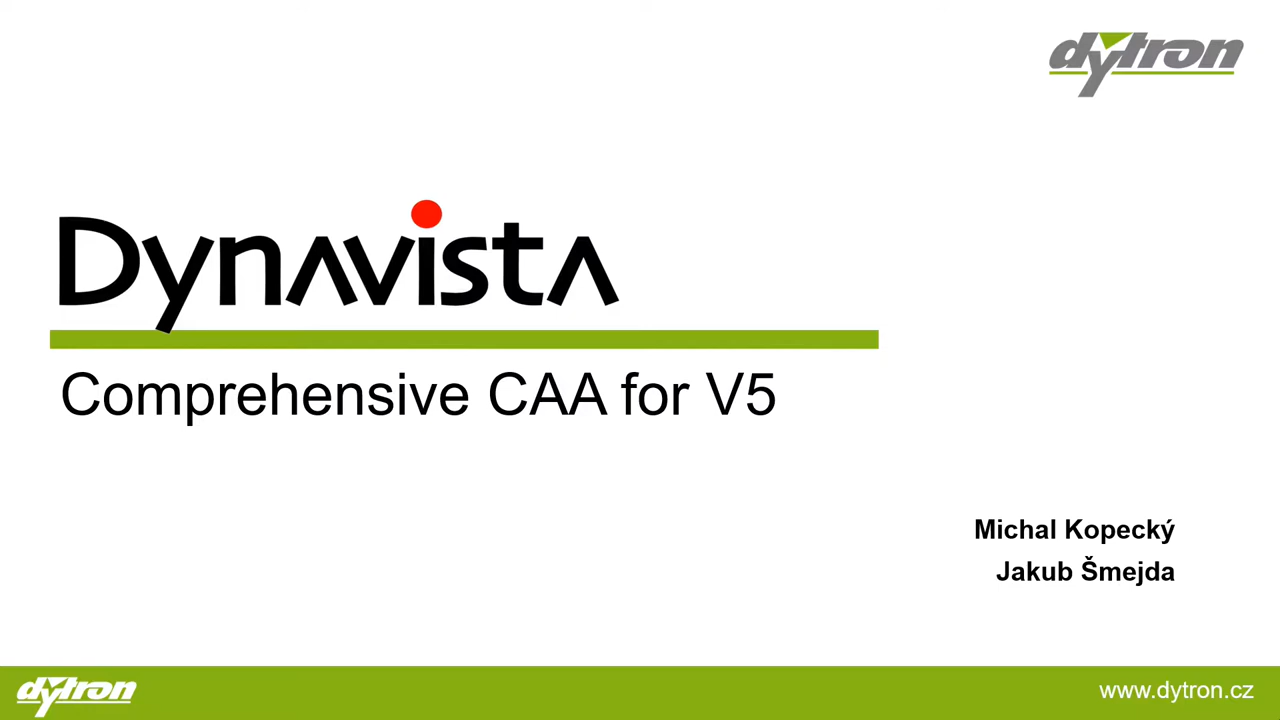 dytron
Dynavista
Comprehensive CAA for V5
Michal Kopecký
Jakub Šmejda
dytron
www.dytron.cz